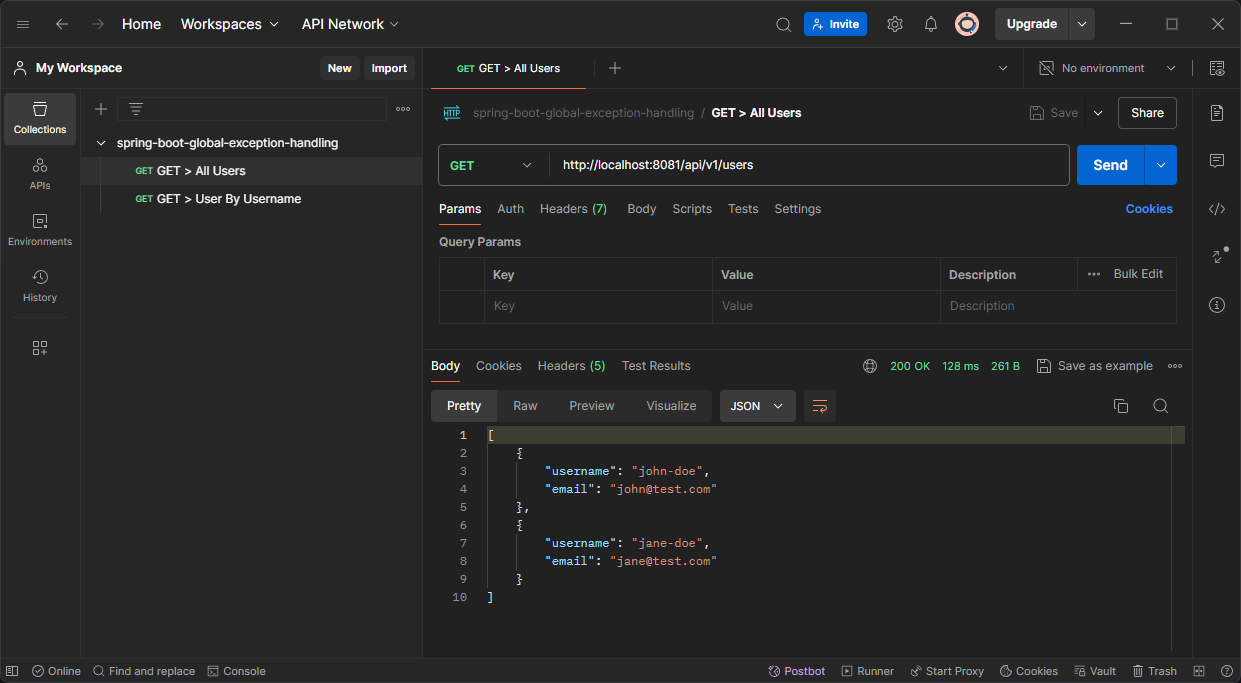 Home Workspaces API Network Invite Upgrade
My Workspace New Import GET GET > All Users No environment
Collections
APIs
Environments
History
spring-boot-global-exception-handling
GET GET > All Users
GET GET > User By Username
HTTP spring-boot-global-exception-handling / GET > All Users Save Share
GET http://localhost:8081/api/v1/users Send
Params Auth Headers (7) Body Scripts Tests Settings Cookies
Query Params
Key Value Description Bulk Edit
Key Value Description
Body Cookies Headers (5) Test Results 200 OK 128 ms 261 B Save as example
Pretty Raw Preview Visualize JSON
1 [
2 {
3 "username": "john-doe",
4 "email": "john@test.com"
5 },
6 {
7 "username": "jane-doe",
8 "email": "jane@test.com"
9 }
10 ]
Online Find and replace Console Postbot Runner Start Proxy Cookies Vault Trash